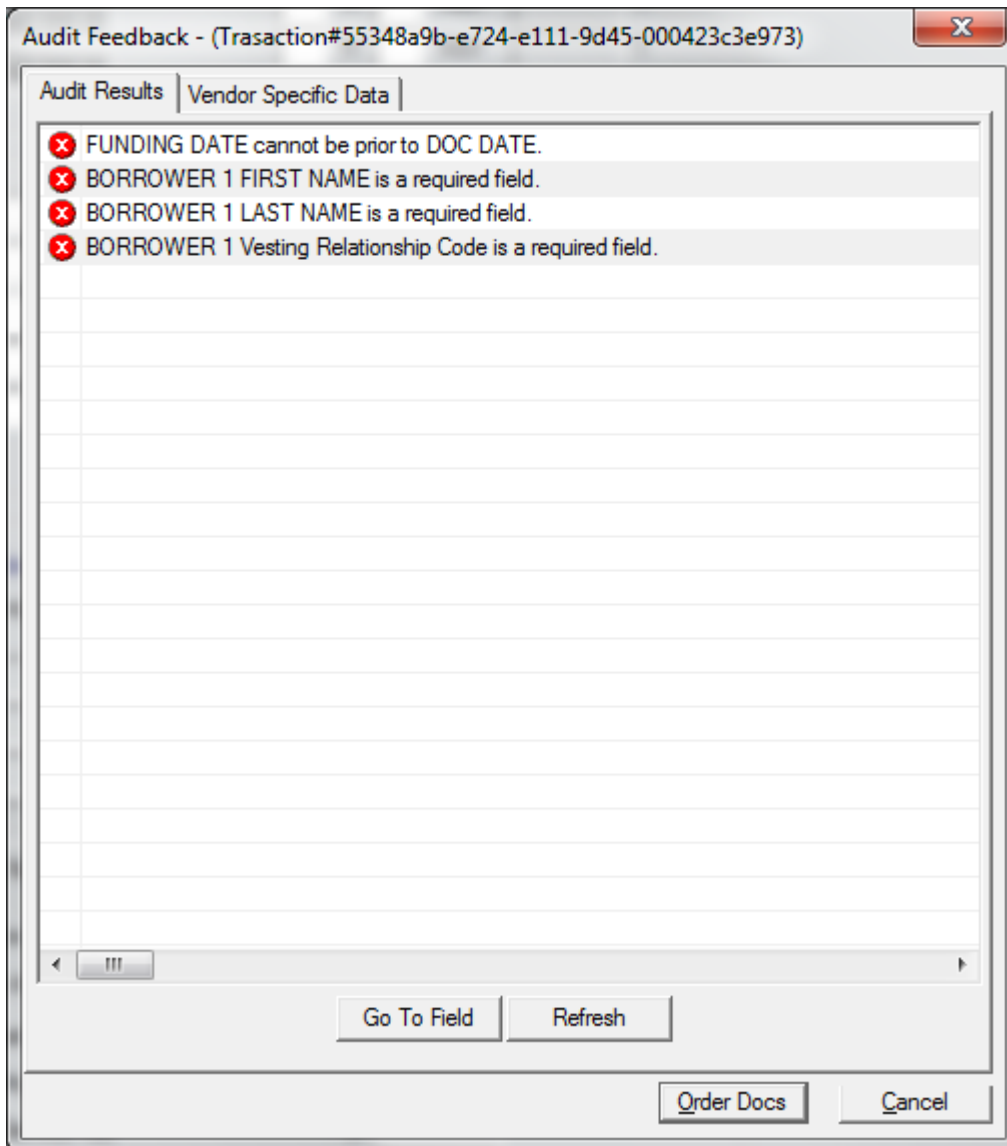 Audit Feedback - (Trasaction#55348a9b-e724-e111-9d45-000423c3e973)
Audit Results
Vendor Specific Data
FUNDING DATE cannot be prior to DOC DATE.
BORROWER 1 FIRST NAME is a required field.
BORROWER 1 LAST NAME is a required field.
BORROWER 1 Vesting Relationship Code is a required field.
Go To Field
Refresh
Order Docs
Cancel